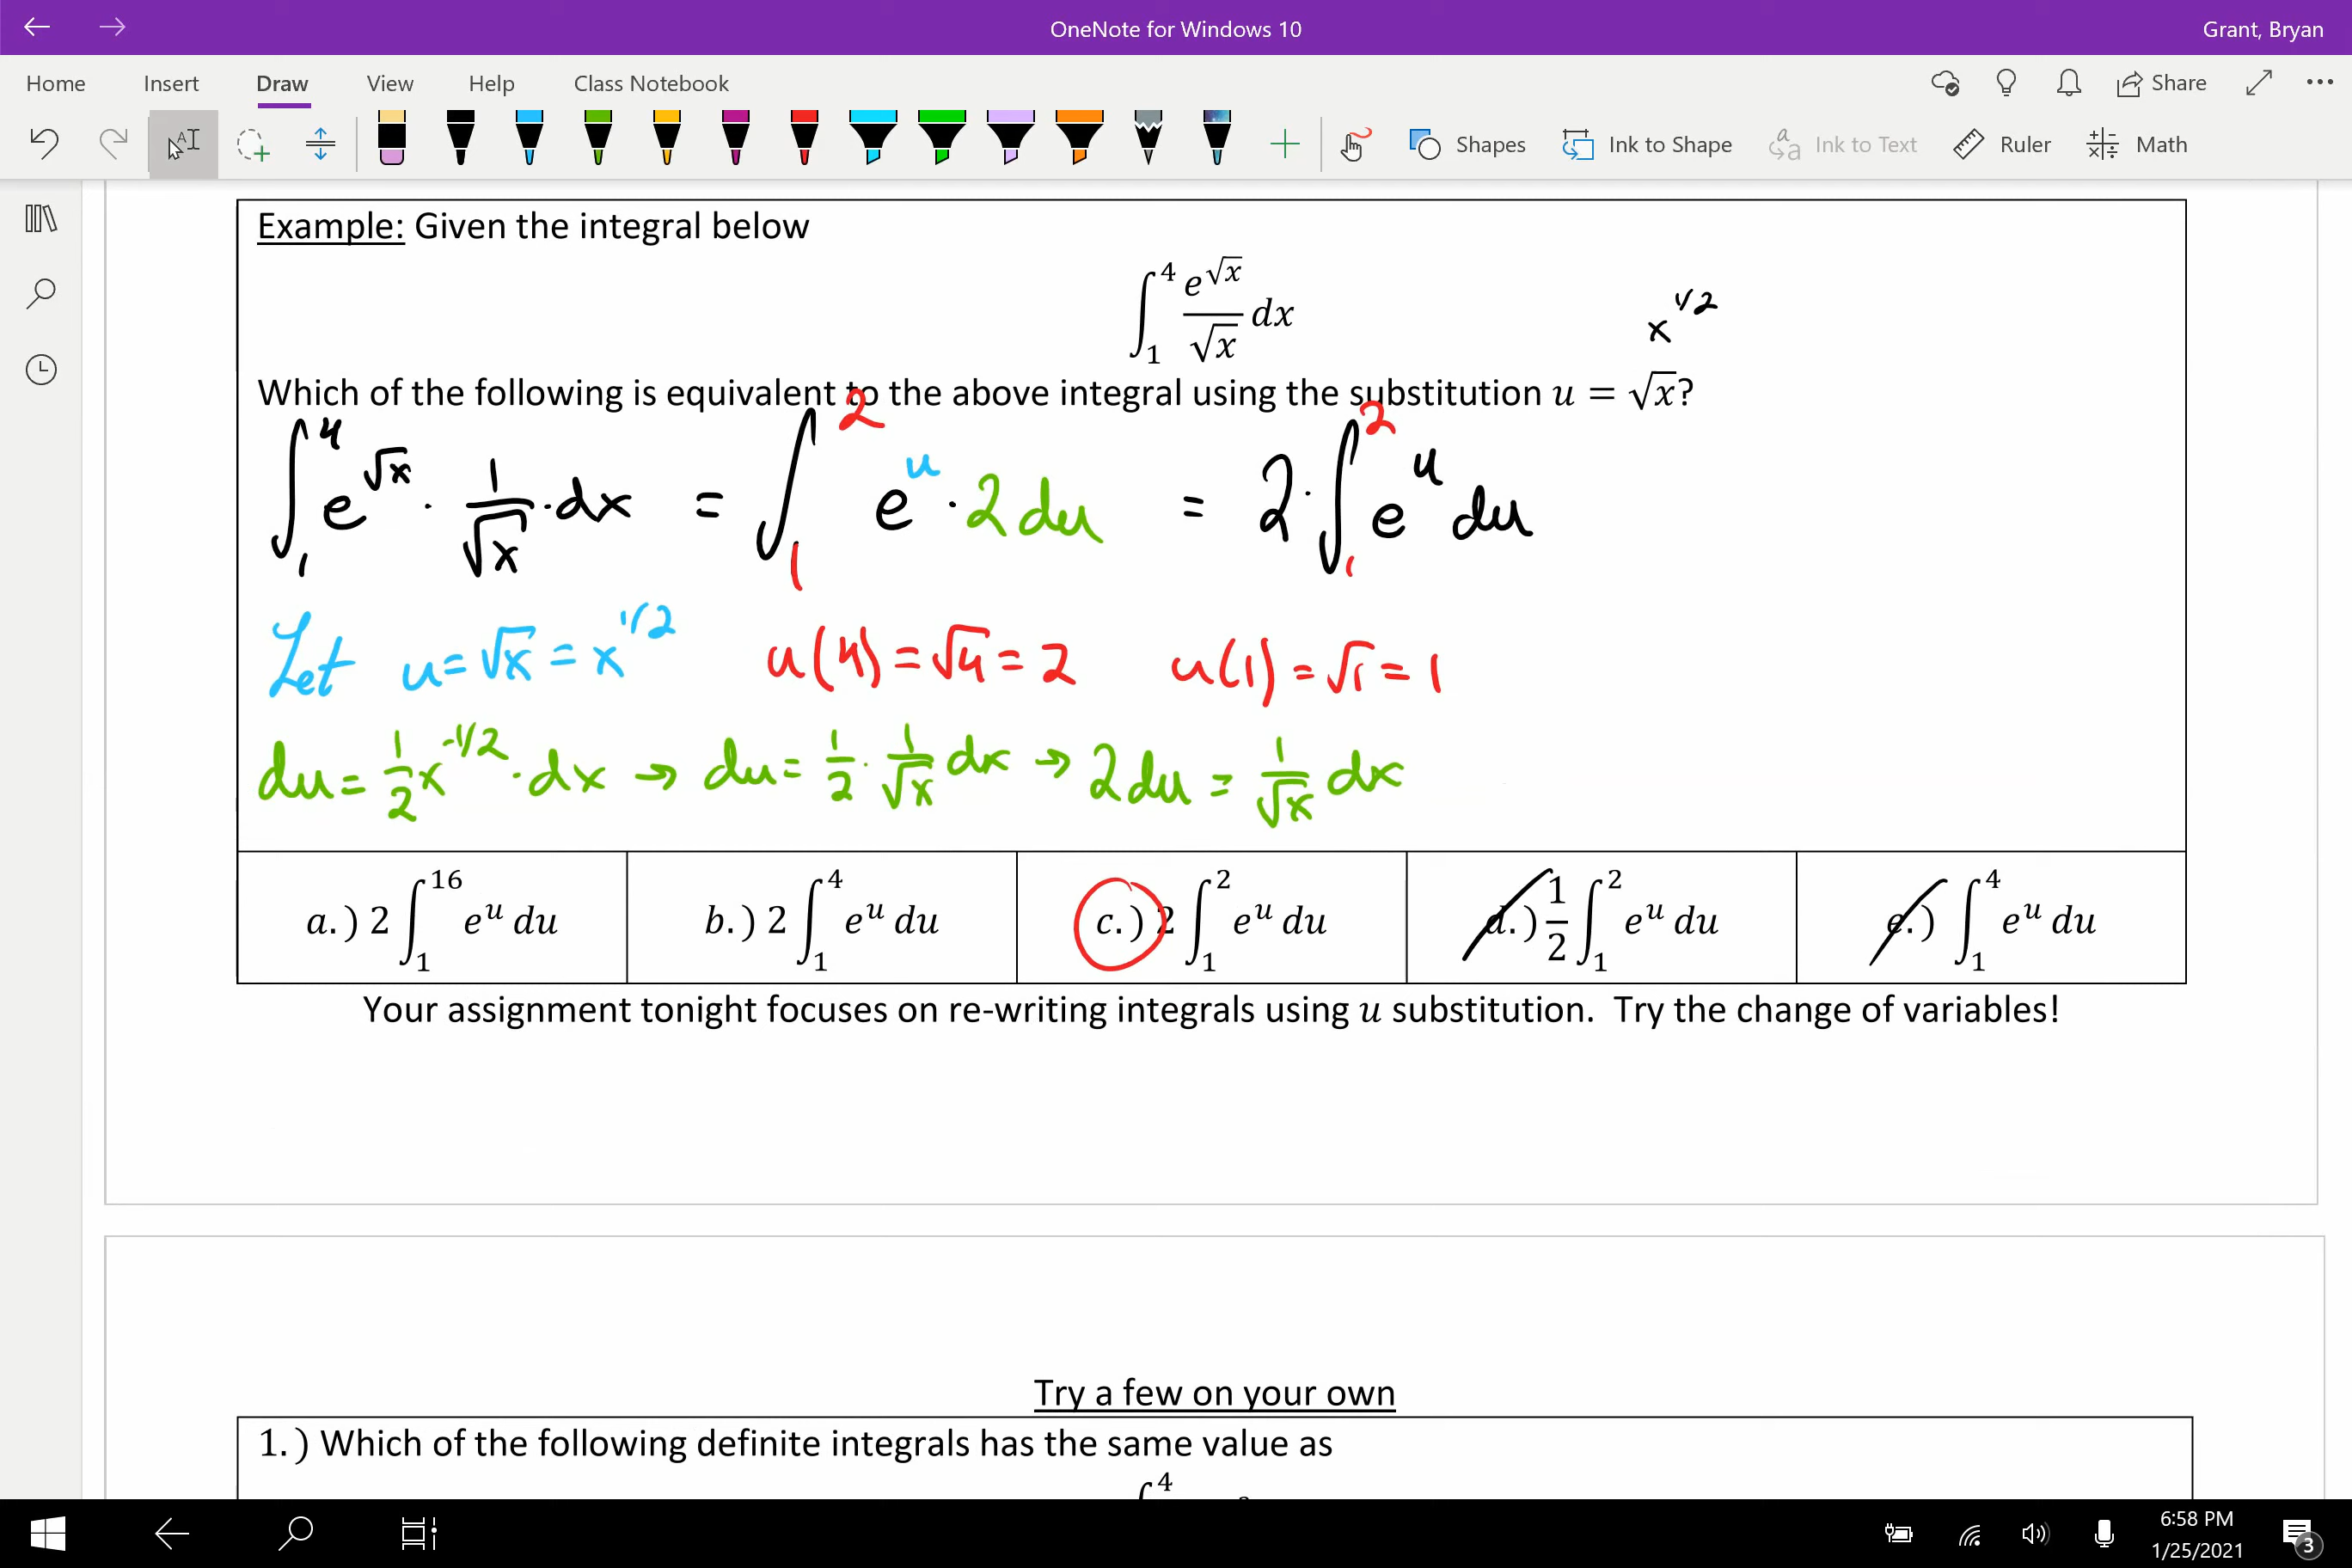 OneNote for Windows 10
Grant, Bryan
Home Insert Draw View Help Class Notebook Share
Shapes Ink to Shape Ink to Text Ruler Math
Example: Given the integral below
∫₁⁴ e^√x / √x dx
x^1/2
Which of the following is equivalent to the above integral using the substitution u = √x?
∫₁⁴ e^√x · 1/√x · dx = ∫₁² e^u · 2 du = 2 · ∫₁² e^u du
Let u = √x = x^1/2 u(4) = √4 = 2 u(1) = √1 = 1
du = 1/2 x^-1/2 · dx → du = 1/2 · 1/√x dx → 2 du = 1/√x dx
a.) 2 ∫₁¹⁶ e^u du
b.) 2 ∫₁⁴ e^u du
c.) 2 ∫₁² e^u du
d.) 1/2 ∫₁² e^u du
e.) ∫₁⁴ e^u du
Your assignment tonight focuses on re-writing integrals using u substitution. Try the change of variables!
Try a few on your own
1.) Which of the following definite integrals has the same value as
4
6:58 PM
1/25/2021
3